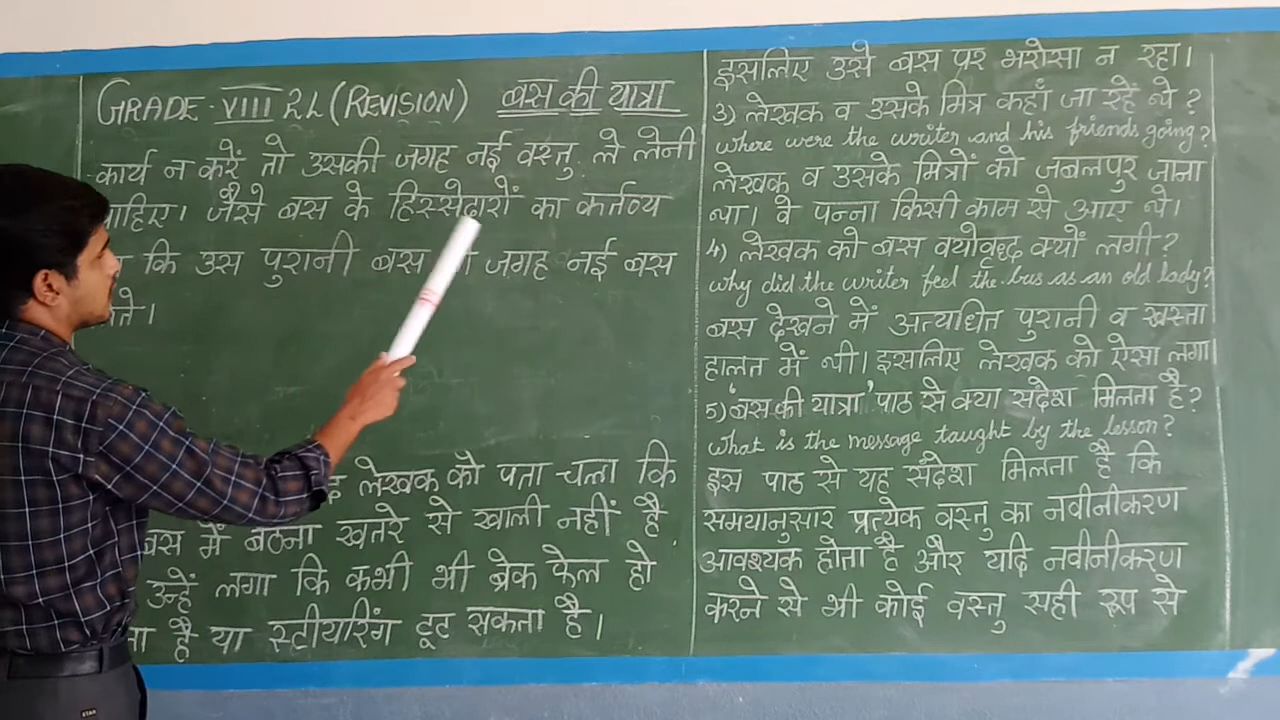 GRADE - VIII 2L (REVISION) बस की यात्रा
कार्य न करें तो उसकी जगह नई वस्तु ले लेनी
चाहिए। जैसे बस के हिस्सेदारों का कर्तव्य
है कि उस पुरानी बस की जगह नई बस
लेते।
लेखक को पता चला कि
बस में बैठना खतरे से खाली नहीं है
उन्हें लगा कि कभी भी ब्रेक फेल हो
है या स्टीयरिंग टूट सकता है।
इसलिए उसे बस पर भरोसा न रहा।
3) लेखक व उसके मित्र कहाँ जा रहें थे?
Where were the writer and his friends going?
लेखक व उसके मित्रों को जबलपुर जाना
था। वे पन्ना किसी काम से आए थे।
4) लेखक को बस वयोवृध्द क्यों लगी?
Why did the writer feel the bus as an old lady?
बस देखने में अत्यधित पुरानी व खस्ता
हालत में थी। इसलिए लेखक को ऐसा लगा
5) 'बस की यात्रा' पाठ से क्या संदेश मिलता है?
What is the message taught by the lesson?
इस पाठ से यह संदेश मिलता है कि
समयानुसार प्रत्येक वस्तु का नवीनीकरण
आवश्यक होता है और यदि नवीनीकरण
करने से भी कोई वस्तु सही रूप से
STAR